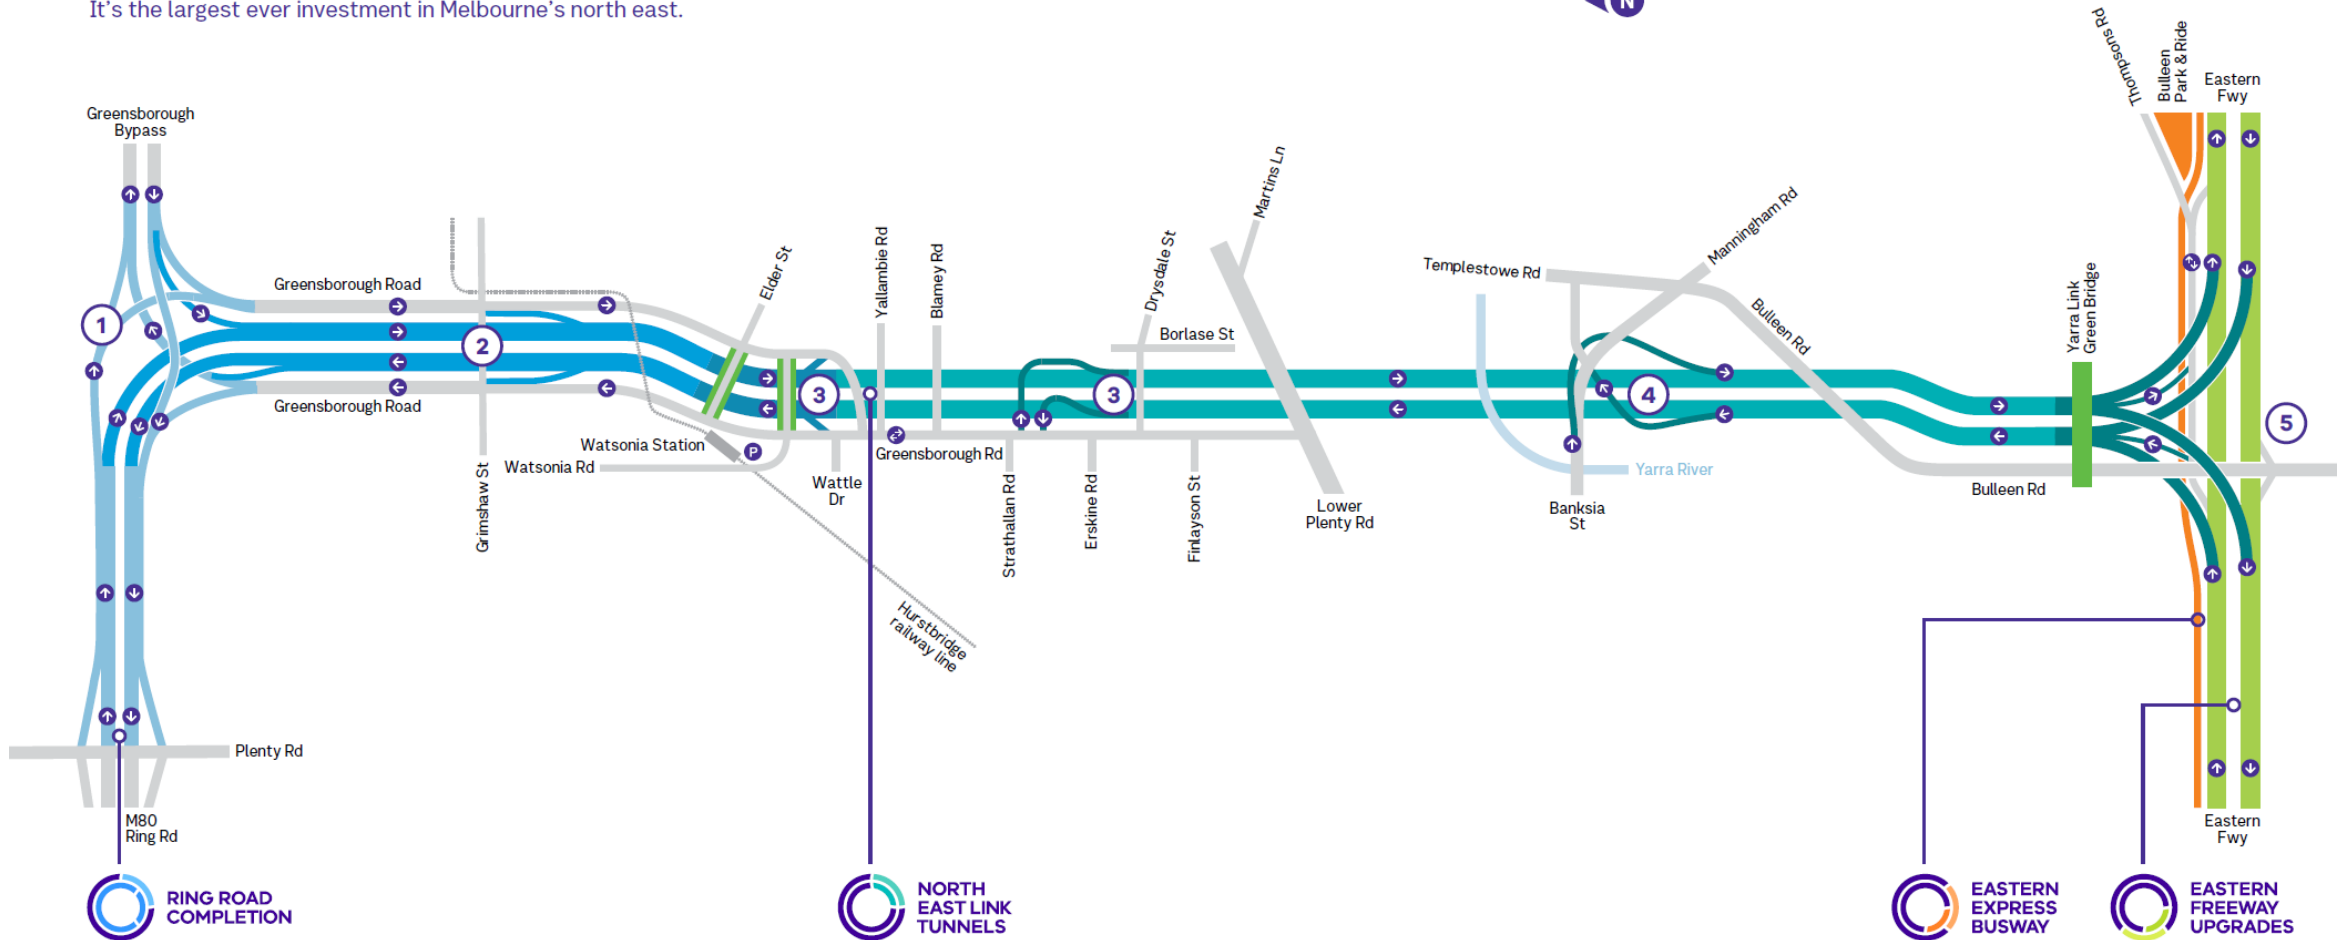 It's the largest ever investment in Melbourne's north east.
N
Greensborough
Bypass
Thompsons Rd
Bulleen
Park & Ride
Eastern
Fwy
1
Greensborough Road
2
Greensborough Road
Grimshaw St
Elder St
Watsonia Station
P
Watsonia Rd
3
Yallambie Rd
Blamey Rd
Greensborough Rd
Wattle
Dr
Hurstbridge
railway line
Strathallan Rd
3
Drysdale St
Borlase St
Erskine Rd
Finlayson St
Martins Ln
Lower
Plenty Rd
Templestowe Rd
Manningham Rd
4
Bulleen Rd
Yarra River
Banksia
St
Yarra Link
Green Bridge
Bulleen Rd
5
Plenty Rd
M80
Ring Rd
Eastern
Fwy
RING ROAD
COMPLETION
NORTH
EAST LINK
TUNNELS
EASTERN
EXPRESS
BUSWAY
EASTERN
FREEWAY
UPGRADES